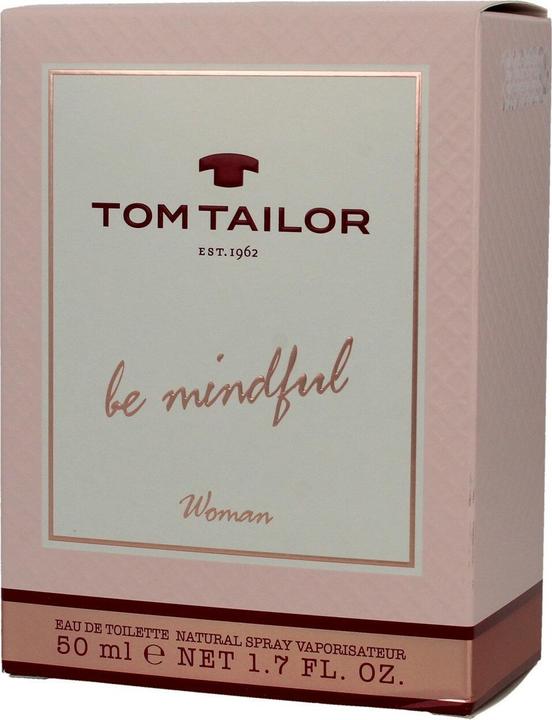 TOM TAILOR
EST.1962
be mindful
Woman
EAU DE TOILETTE NATURAL SPRAY VAPORISATEUR
50 ml ℮ NET 1.7 FL. OZ.